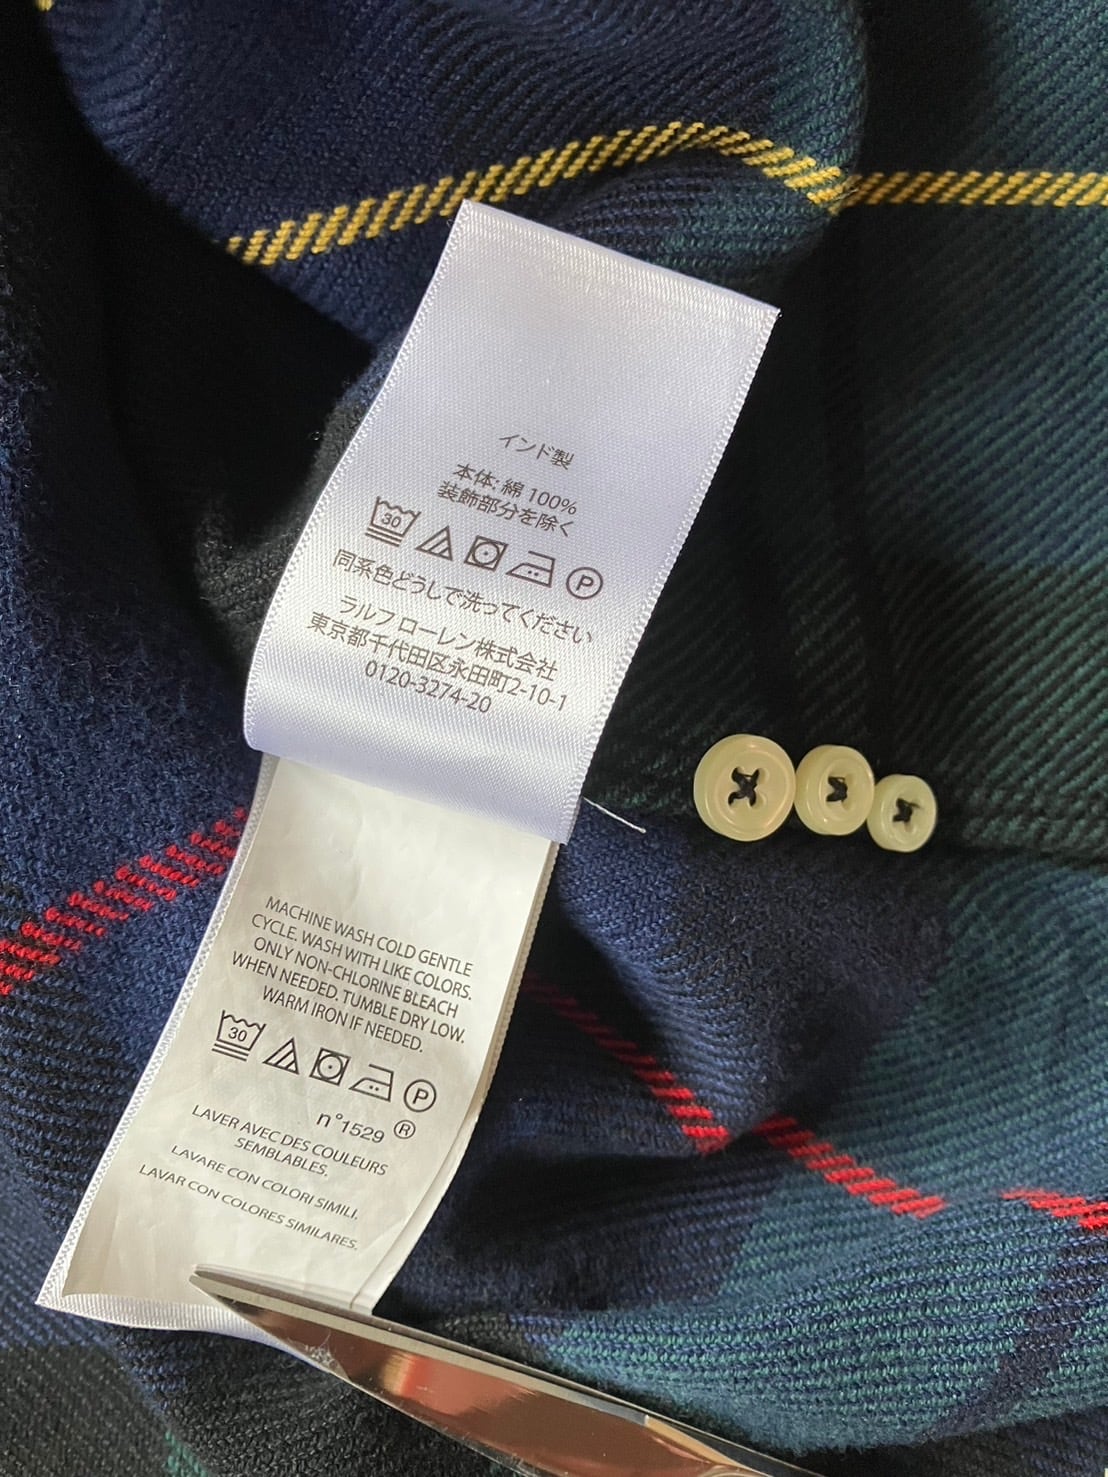 インド製
本体: 綿 100%
装飾部分を除く
30 P
同系色どうしで洗ってください
ラルフ ローレン株式会社
東京都千代田区永田町2-10-1
0120-3274-20
MACHINE WASH COLD GENTLE
CYCLE. WASH WITH LIKE COLORS.
ONLY NON-CHLORINE BLEACH
WHEN NEEDED. TUMBLE DRY LOW.
WARM IRON IF NEEDED.
30 P
n°1529 ®
LAVER AVEC DES COULEURS
SEMBLABLES.
LAVARE CON COLORI SIMILI.
LAVAR CON COLORES SIMILARES.